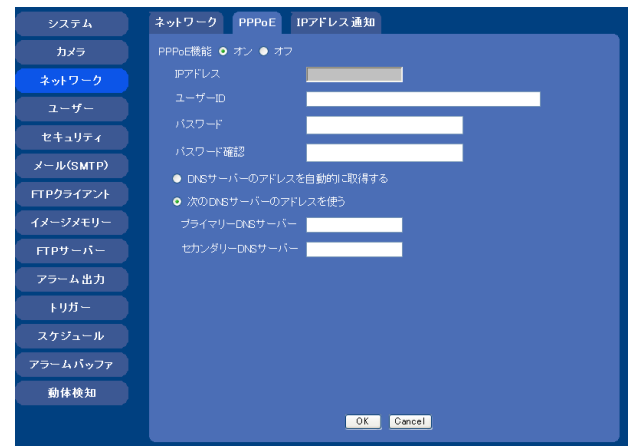 システム
カメラ
ネットワーク
ユーザー
セキュリティ
メール(SMTP)
FTPクライアント
イメージメモリー
FTPサーバー
アラーム出力
トリガー
スケジュール
アラームバッファ
動体検知
ネットワーク PPPoE IPアドレス通知
PPPoE機能 オン オフ
IPアドレス
ユーザーID
パスワード
パスワード確認
DNSサーバーのアドレスを自動的に取得する
次のDNSサーバーのアドレスを使う
プライマリーDNSサーバー
セカンダリーDNSサーバー
OK Cancel